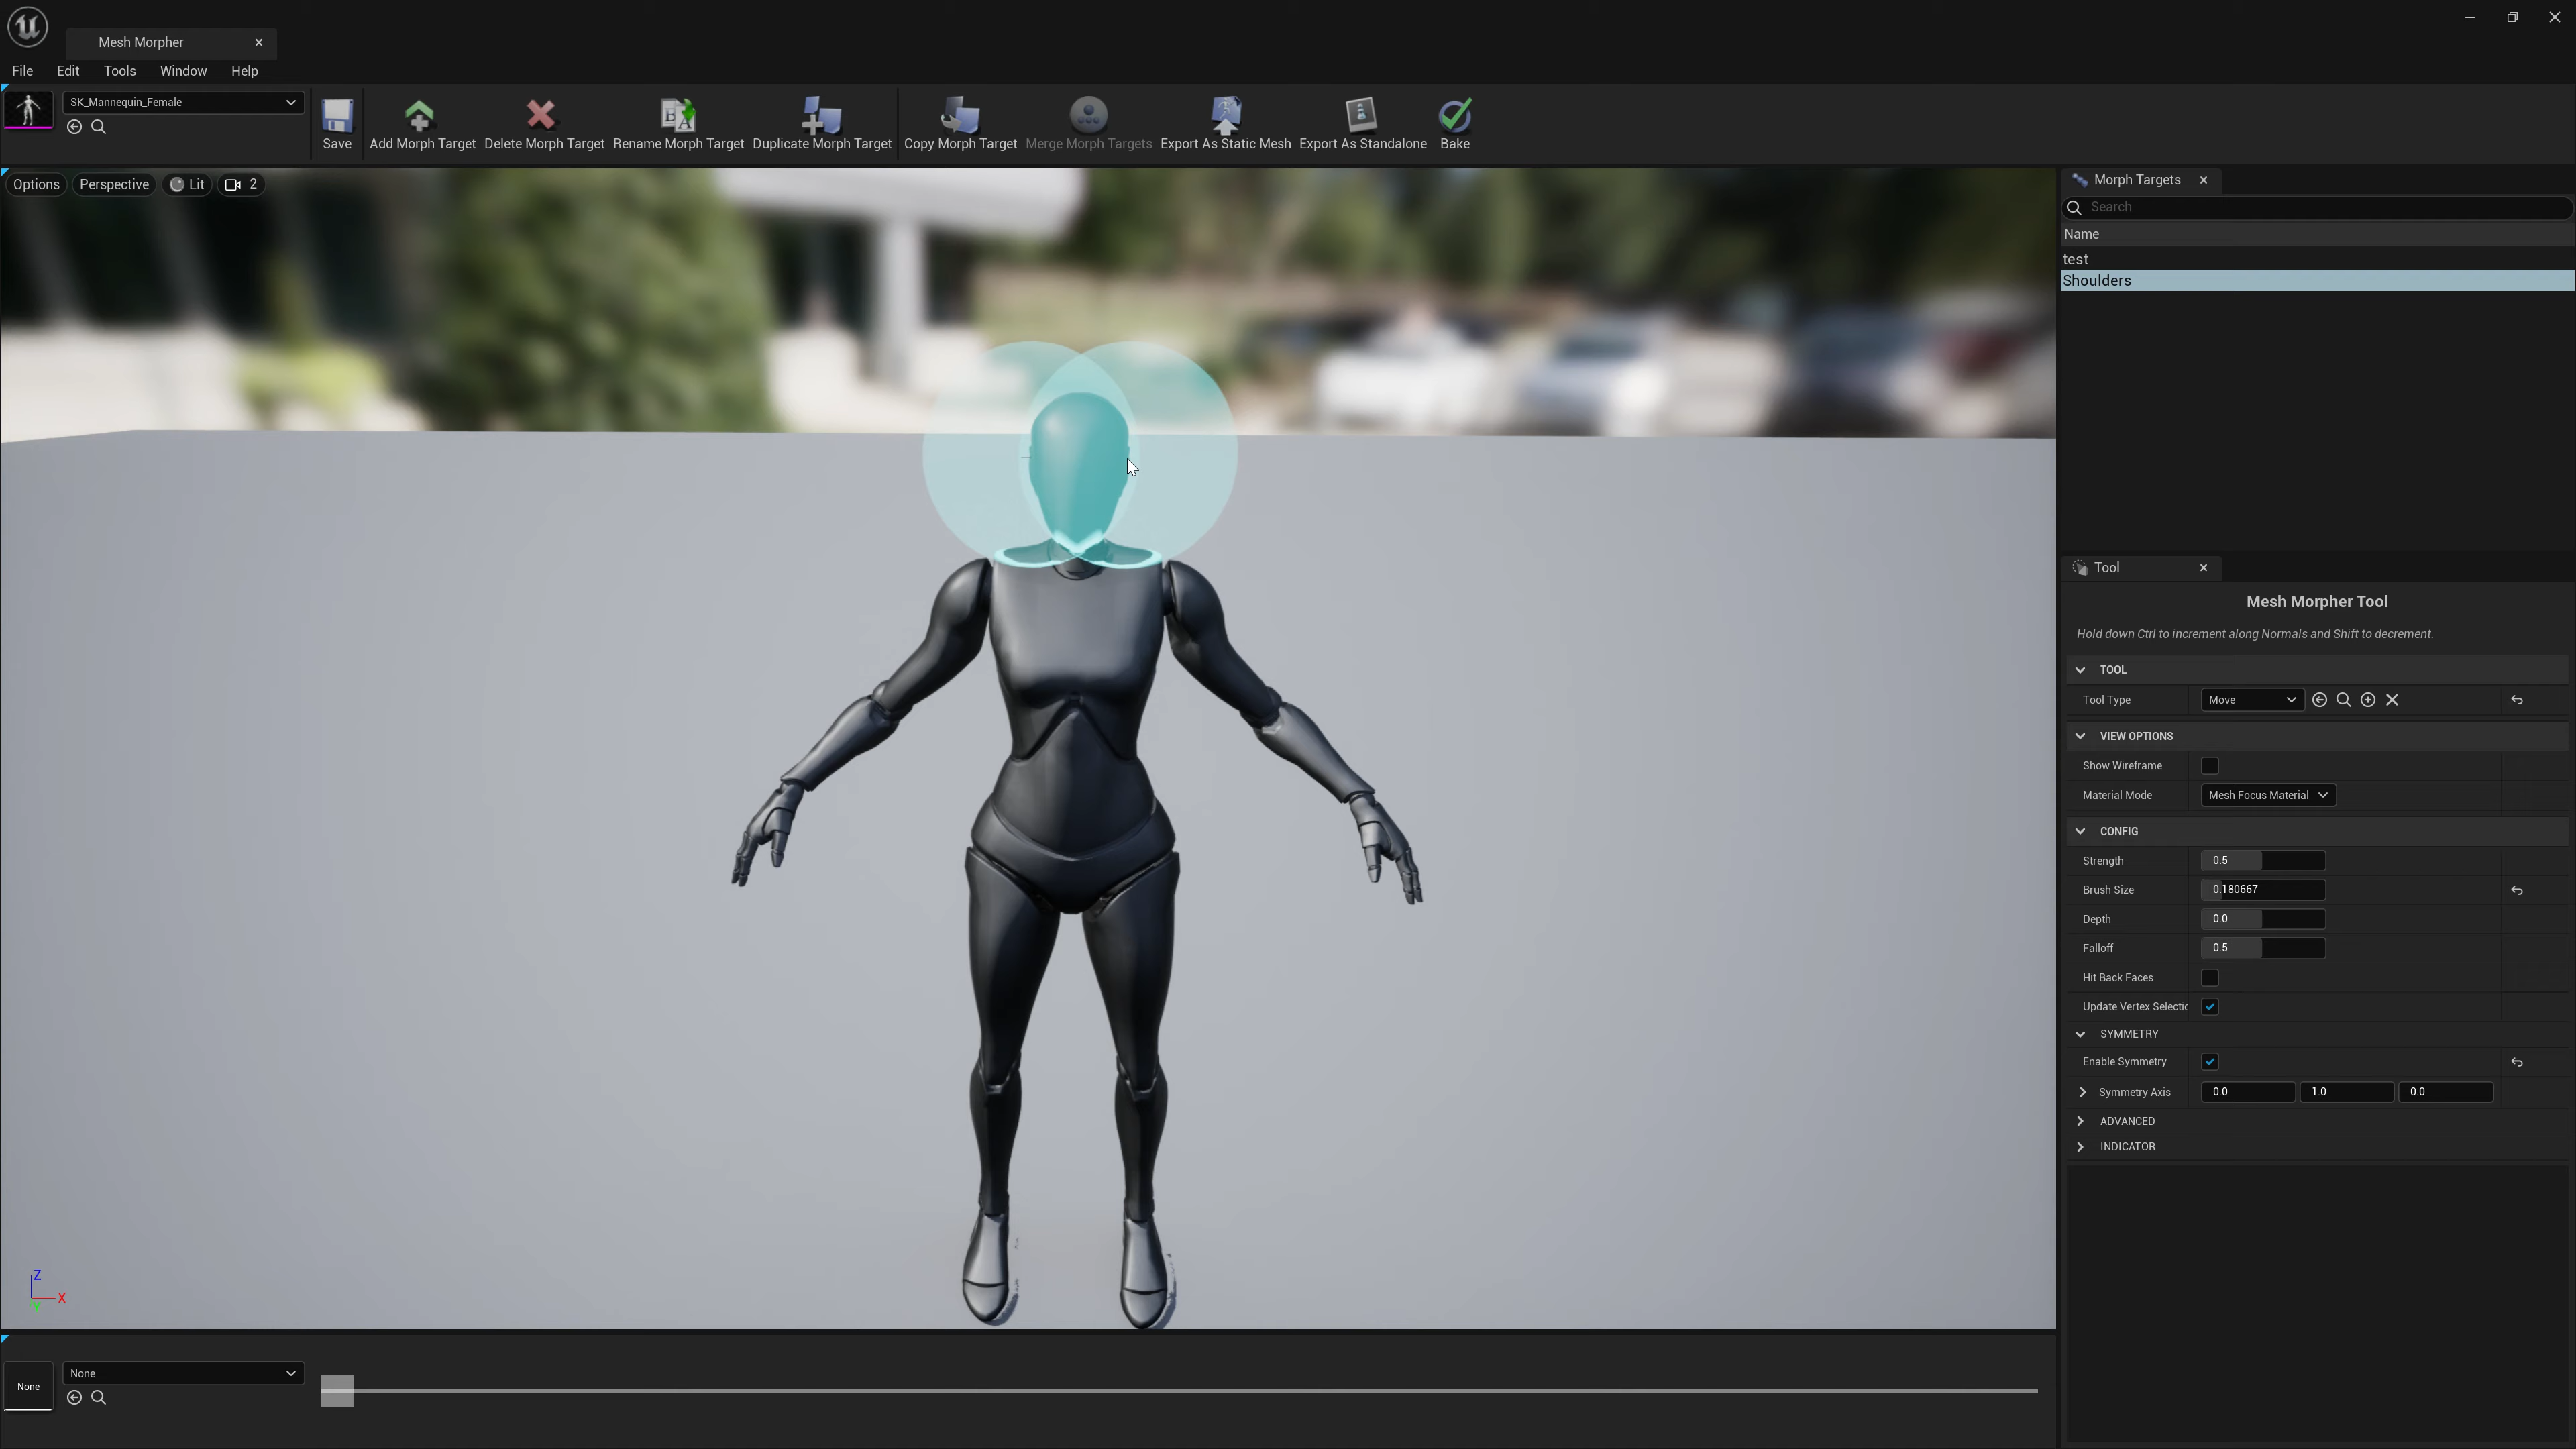 Mesh Morpher
File Edit Tools Window Help
SK_Mannequin_Female
Save
Add Morph Target
Delete Morph Target
Rename Morph Target
Duplicate Morph Target
Copy Morph Target
Merge Morph Targets
Export As Static Mesh
Export As Standalone
Bake
Options
Perspective
Lit
2
Morph Targets
Search
Name
test
Shoulders
Tool
Mesh Morpher Tool
Hold down Ctrl to increment along Normals and Shift to decrement.
TOOL
Tool Type Move
VIEW OPTIONS
Show Wireframe
Material Mode Mesh Focus Material
CONFIG
Strength 0.5
Brush Size 0.180667
Depth 0.0
Falloff 0.5
Hit Back Faces
Update Vertex Selectio
SYMMETRY
Enable Symmetry
Symmetry Axis 0.0 1.0 0.0
ADVANCED
INDICATOR
Z
X
Y
None
None